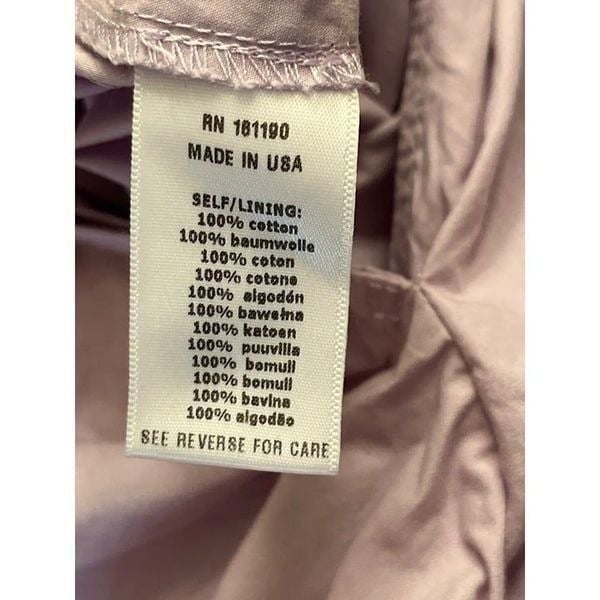 RN 161190
MADE IN USA
SELF/LINING:
100% cotton
100% baumwolle
100% coton
100% cotone
100% algodón
100% bawełna
100% katoen
100% puuvilla
100% bomull
100% bomull
100% bavlna
100% algodão
SEE REVERSE FOR CARE